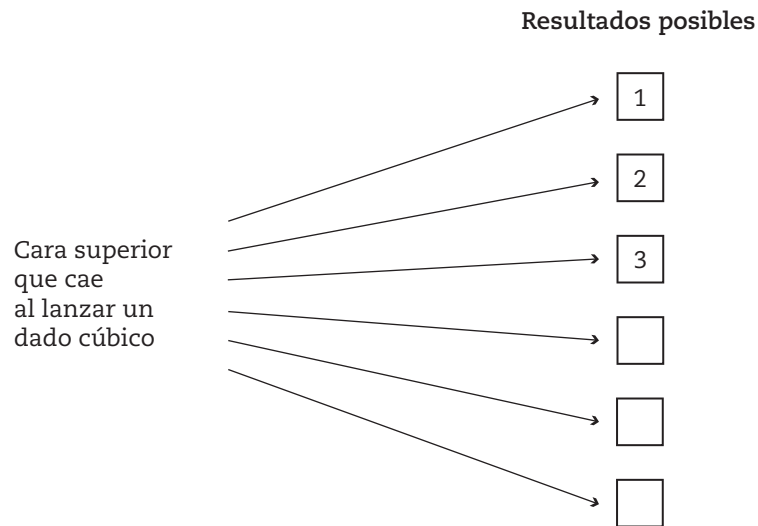 Resultados posibles
1
2
3
Cara superior
que cae
al lanzar un
dado cúbico